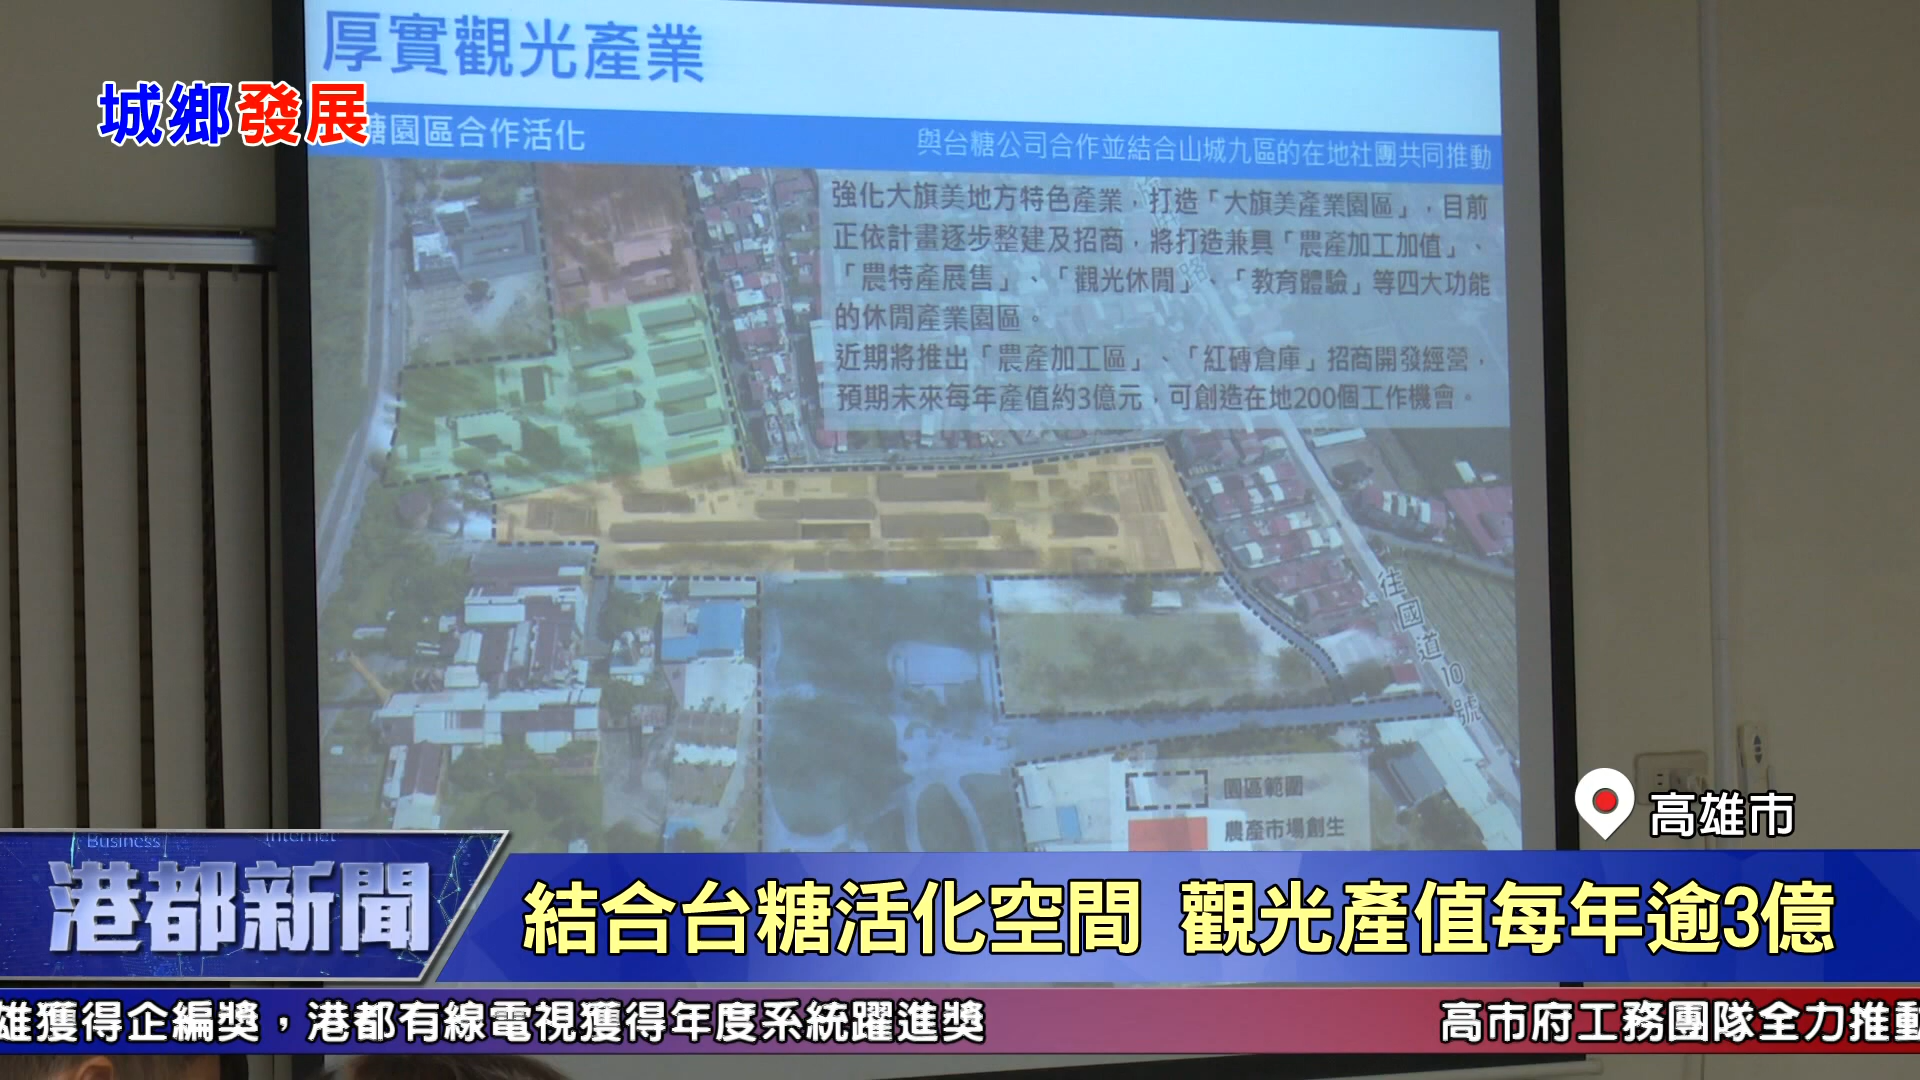 厚實觀光產業
城鄉發展
糖園區合作活化
與台糖公司合作並結合山城九區的在地社團共同推動
強化大旗美地方特色產業，打造「大旗美產業園區」，目前
正依計畫逐步整建及招商，將打造兼具「農產加工加值」、
「農特產展售」、「觀光休閒」、「教育體驗」等四大功能
的休閒產業園區。
近期將推出「農產加工區」、「紅磚倉庫」招商開發經營，
預期未來每年產值約3億元，可創造在地200個工作機會。
往國道10號
園區範圍
農產市場創生
高雄市
Business
Internet
港都新聞
結合台糖活化空間 觀光產值每年逾3億
雄獲得企編獎，港都有線電視獲得年度系統躍進獎
高市府工務團隊全力推動